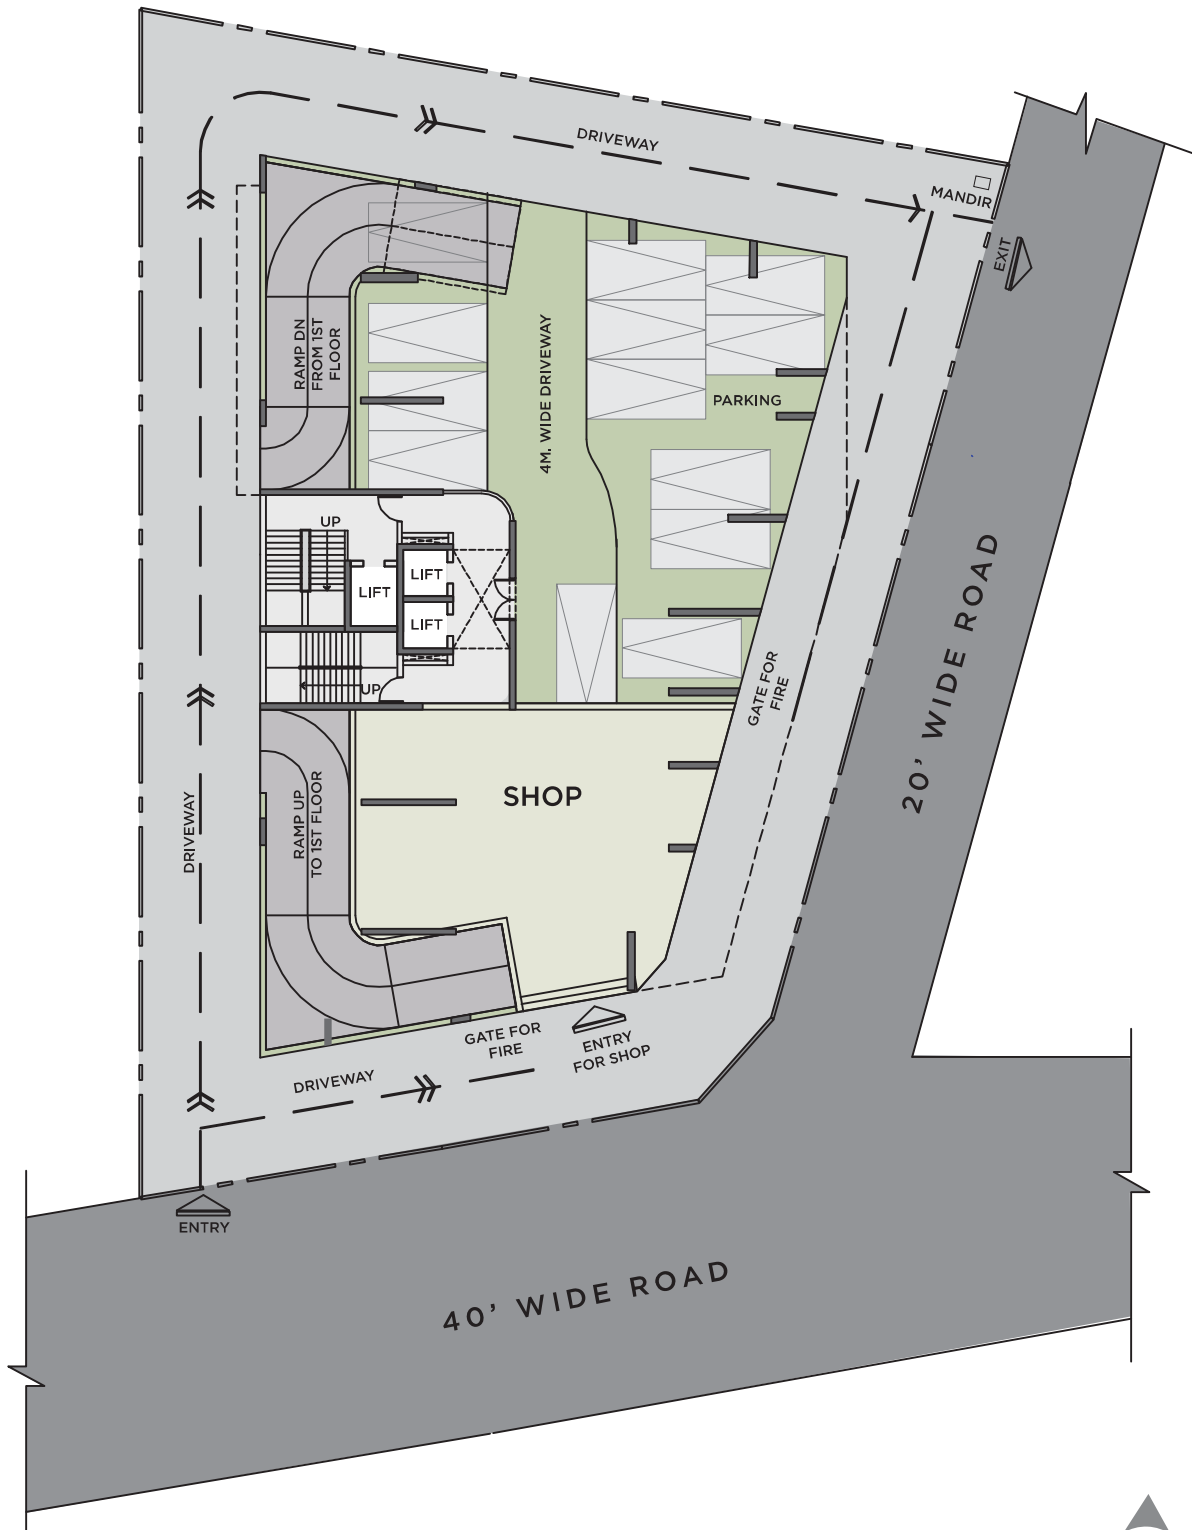 DRIVEWAY
MANDIR
EXIT
RAMP DN
FROM 1ST
FLOOR
4M. WIDE DRIVEWAY
PARKING
UP
LIFT
LIFT
LIFT
UP
GATE FOR
FIRE
20' WIDE ROAD
SHOP
DRIVEWAY
RAMP UP
TO 1ST FLOOR
GATE FOR
FIRE
ENTRY
FOR SHOP
DRIVEWAY
ENTRY
40' WIDE ROAD